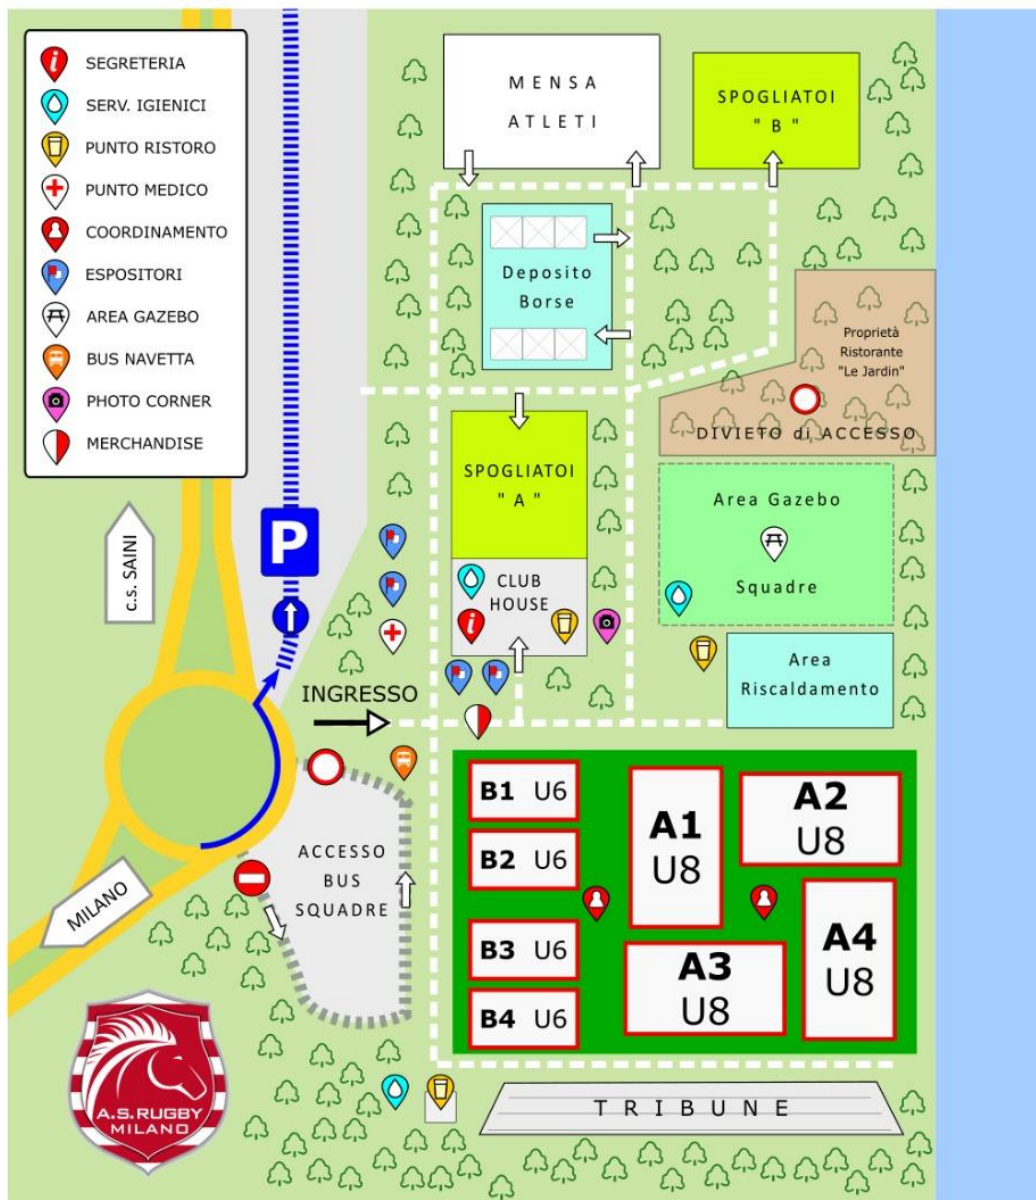 SEGRETERIA
SERV. IGIENICI
PUNTO RISTORO
PUNTO MEDICO
COORDINAMENTO
ESPOSITORI
AREA GAZEBO
BUS NAVETTA
PHOTO CORNER
MERCHANDISE
MENSA
ATLETI
SPOGLIATOI
"B"
Deposito
Borse
Proprietà
Ristorante
"Le Jardin"
DIVIETO di ACCESSO
SPOGLIATOI
"A"
CLUB
HOUSE
i
Area Gazebo
Squadre
Area
Riscaldamento
c.s. SAINI
P
INGRESSO
MILANO
ACCESSO
BUS
SQUADRE
B1 U6
B2 U6
B3 U6
B4 U6
A1
U8
A2
U8
A3
U8
A4
U8
TRIBUNE
A.S.RUGBY
MILANO